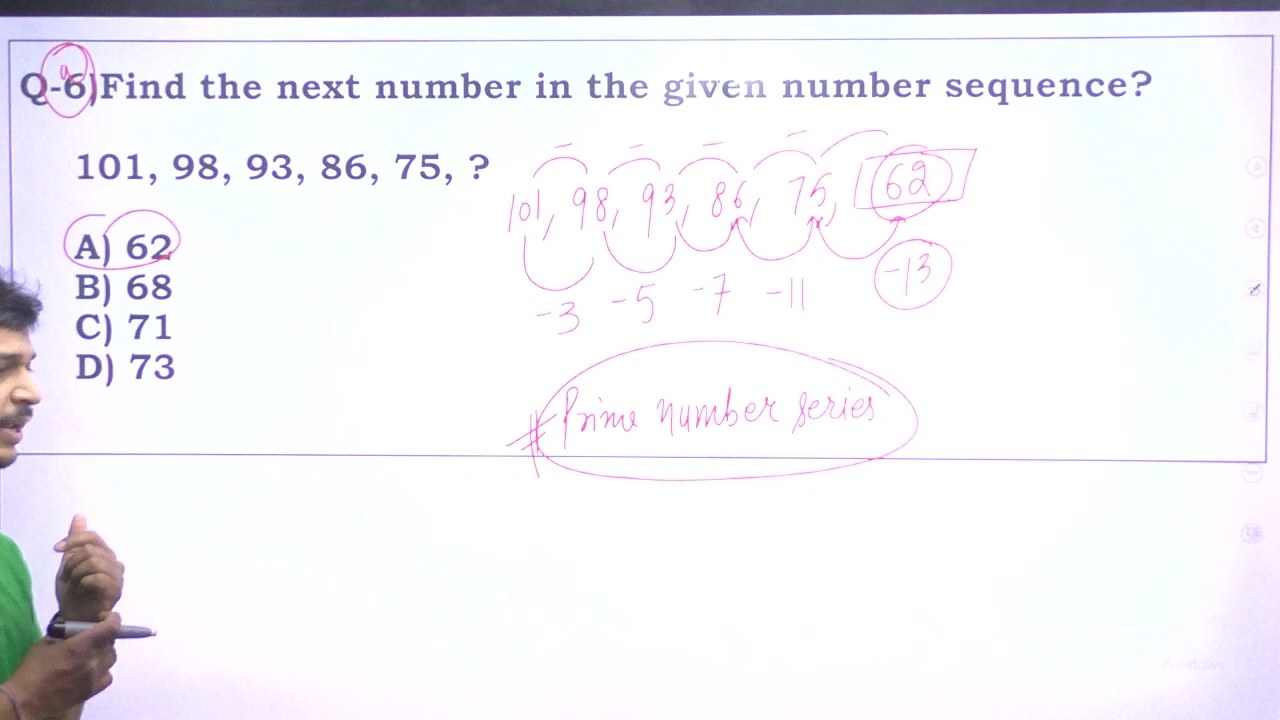 Q-6)Find the next number in the given number sequence?
101, 98, 93, 86, 75, ?
101, 98, 93, 86, 75, 62
A) 62
B) 68
C) 71
D) 73
-3 -5 -7 -11 -13
# Prime number series
Windows